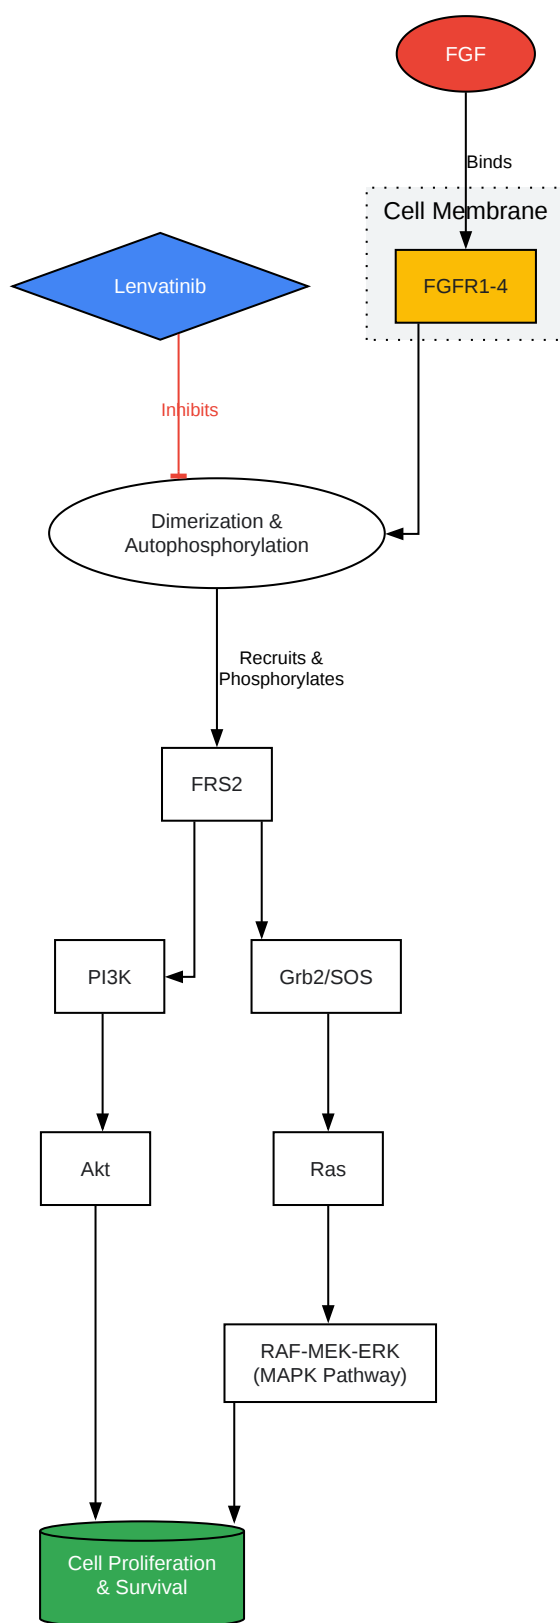 FGF
Binds
Cell Membrane
FGFR1-4
Lenvatinib
Inhibits
Dimerization &
Autophosphorylation
Recruits &
Phosphorylates
FRS2
PI3K
Grb2/SOS
Akt
Ras
RAF-MEK-ERK
(MAPK Pathway)
Cell Proliferation
& Survival